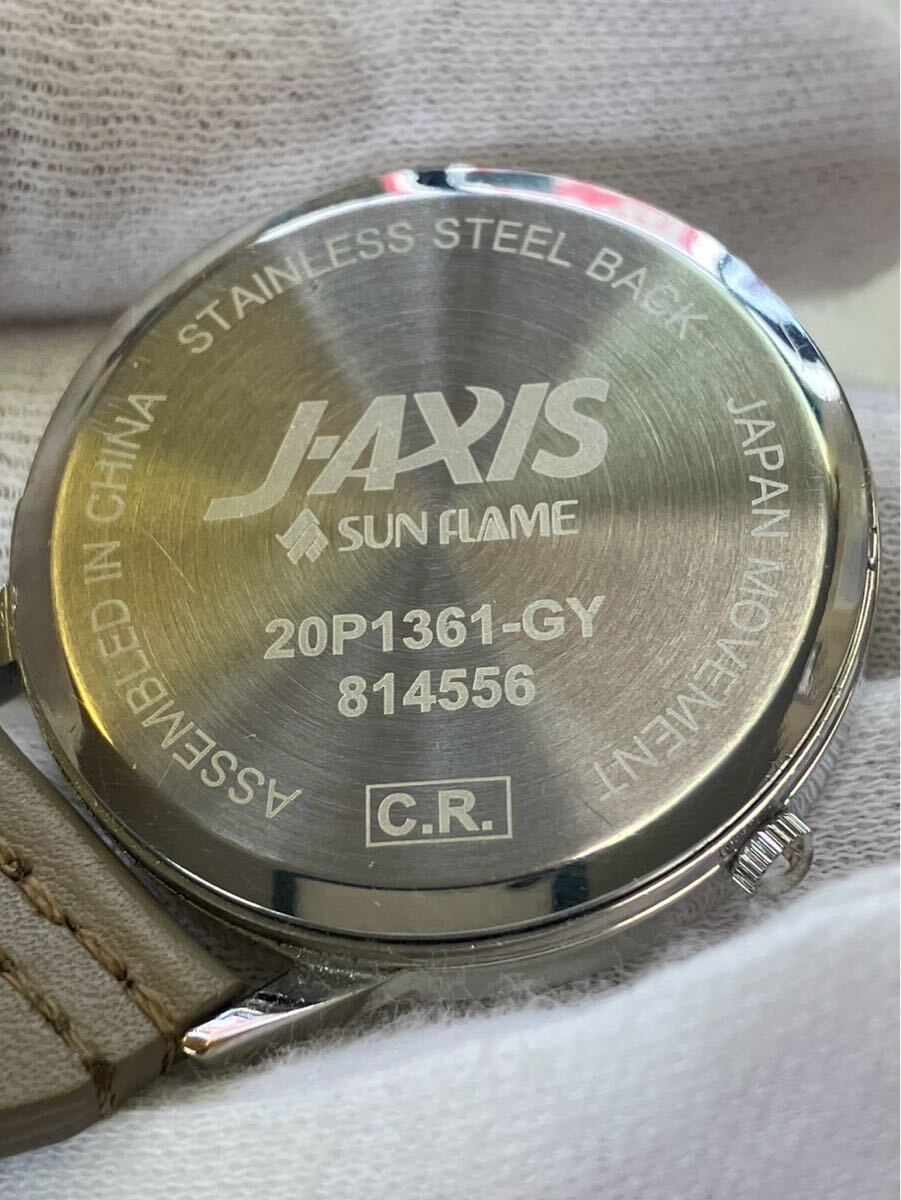 STAINLESS STEEL BACK
JAPAN MOVEMENT
ASSEMBLED IN CHINA
J-AXIS
SUN FLAME
20P1361-GY
814556
C.R.